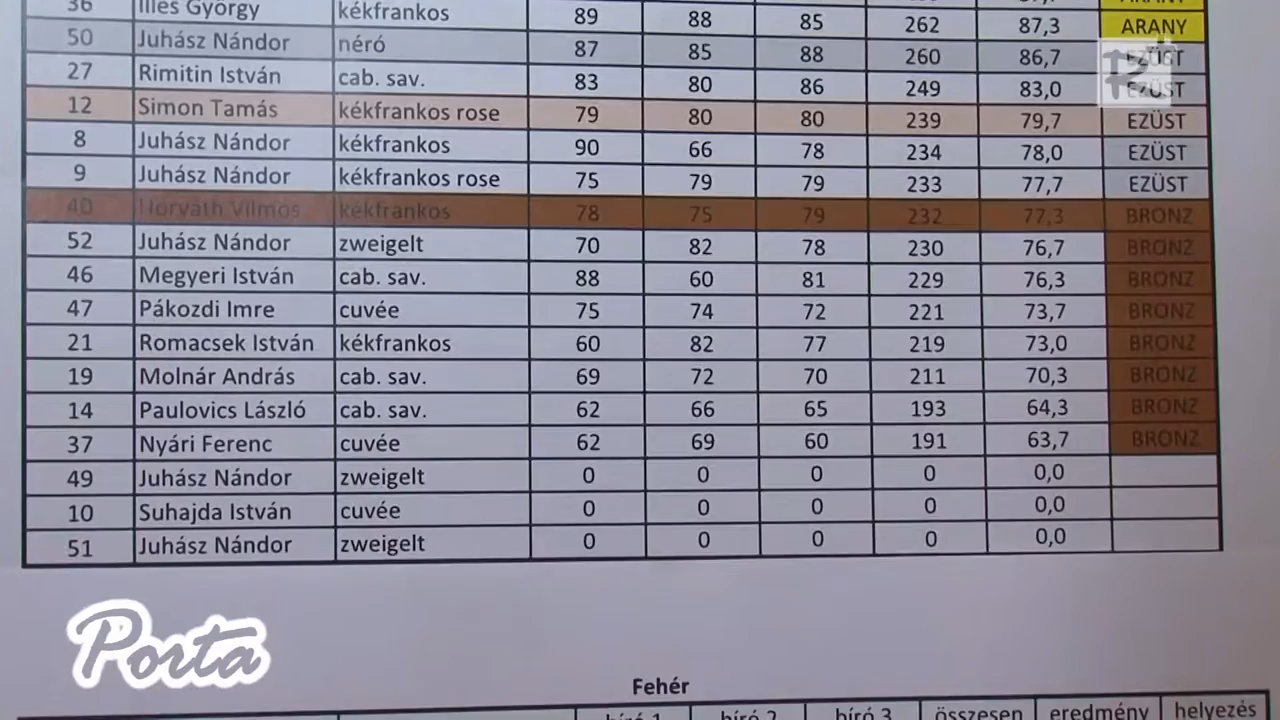 36 Illés György kékfrankos 89 88 85 262 87,3 ARANY
50 Juhász Nándor néró 87 85 88 260 86,7 EZÜST
27 Rimitin István cab. sav. 83 80 86 249 83,0 EZÜST
12 Simon Tamás kékfrankos rose 79 80 80 239 79,7 EZÜST
8 Juhász Nándor kékfrankos 90 66 78 234 78,0 EZÜST
9 Juhász Nándor kékfrankos rose 75 79 79 233 77,7 EZÜST
40 Horváth Vilmos kékfrankos 78 75 79 232 77,3 BRONZ
52 Juhász Nándor zweigelt 70 82 78 230 76,7 BRONZ
46 Megyeri István cab. sav. 88 60 81 229 76,3 BRONZ
47 Pákozdi Imre cuvée 75 74 72 221 73,7 BRONZ
21 Romacsek István kékfrankos 60 82 77 219 73,0 BRONZ
19 Molnár András cab. sav. 69 72 70 211 70,3 BRONZ
14 Paulovics László cab. sav. 62 66 65 193 64,3 BRONZ
37 Nyári Ferenc cuvée 62 69 60 191 63,7 BRONZ
49 Juhász Nándor zweigelt 0 0 0 0 0,0
10 Suhajda István cuvée 0 0 0 0 0,0
51 Juhász Nándor zweigelt 0 0 0 0 0,0
Porta
Fehér
bíró 1 bíró 2 bíró 3 összesen eredmény helyezés